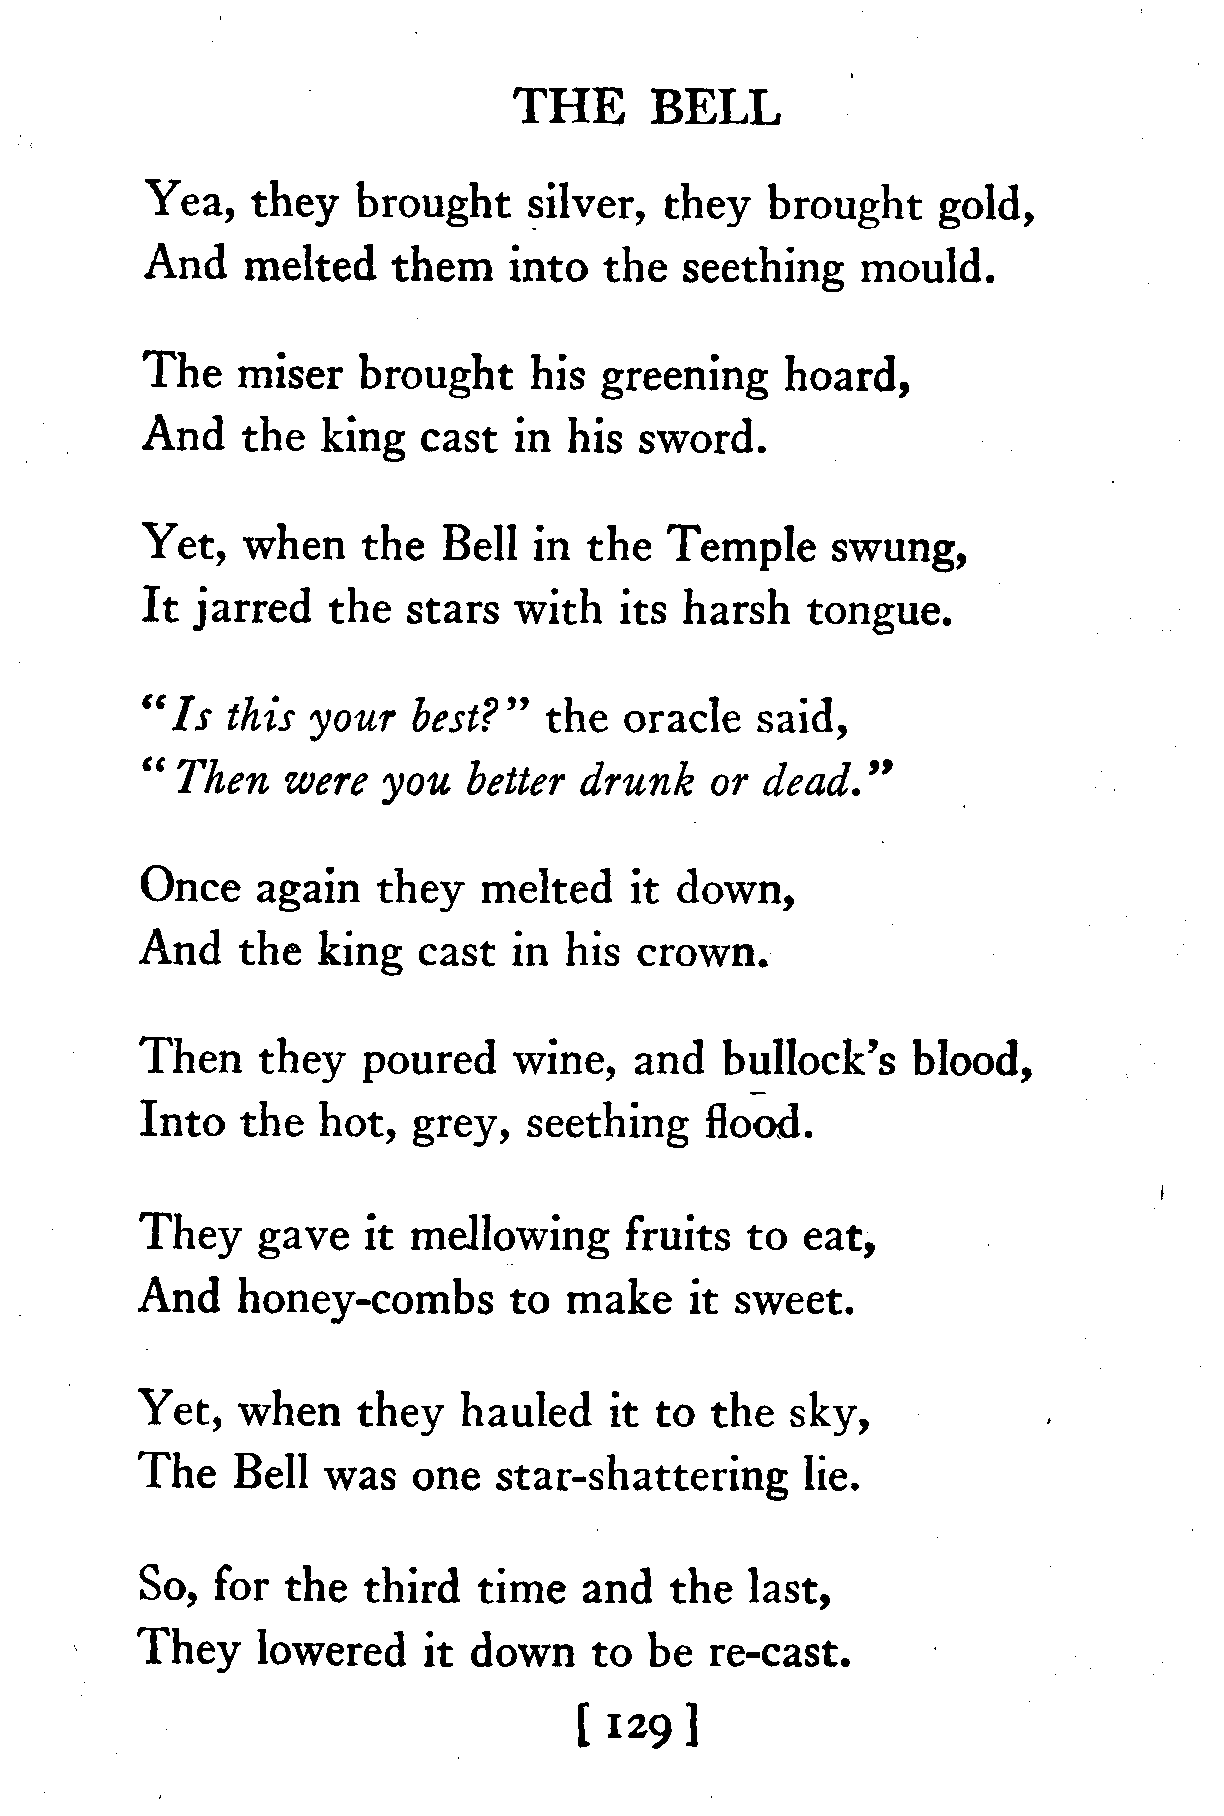 THE BELL
Yea, they brought silver, they brought gold,
And melted them into the seething mould.
The miser brought his greening hoard,
And the king cast in his sword.
Yet, when the Bell in the Temple swung,
It jarred the stars with its harsh tongue.
"Is this your best?" the oracle said,
"Then were you better drunk or dead."
Once again they melted it down,
And the king cast in his crown.
Then they poured wine, and bullock's blood,
Into the hot, grey, seething flood.
They gave it mellowing fruits to eat,
And honey-combs to make it sweet.
Yet, when they hauled it to the sky,
The Bell was one star-shattering lie.
So, for the third time and the last,
They lowered it down to be re-cast.
[ 129 ]